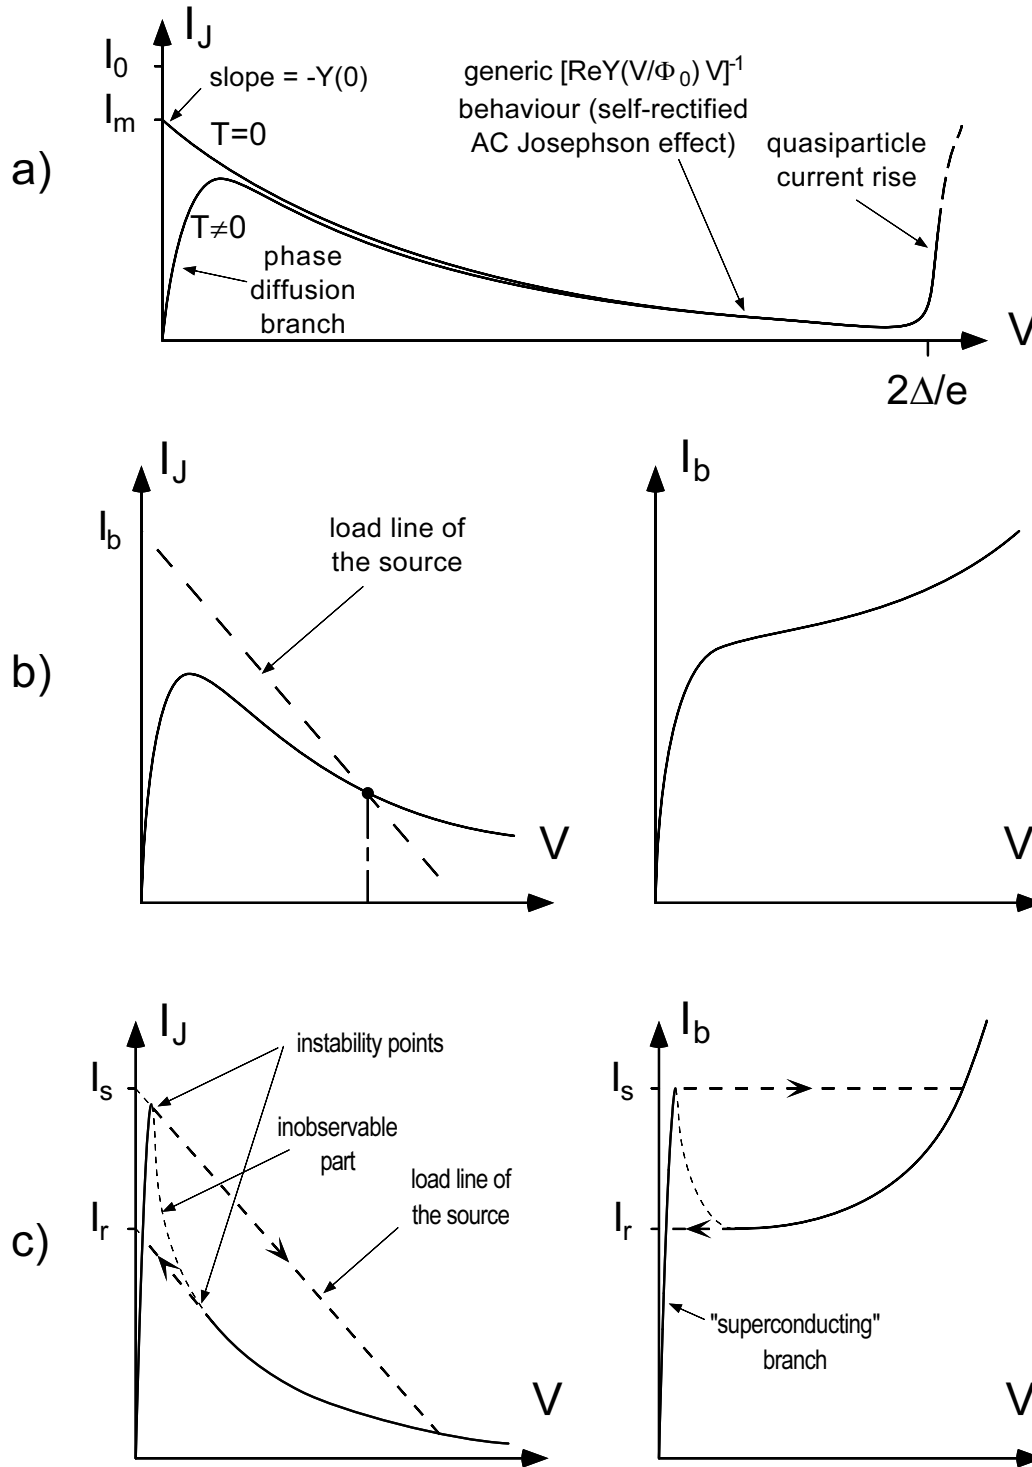 a)
I_J
I_0
I_m
slope = -Y(0)
T=0
T≠0
phase
diffusion
branch
generic [ReY(V/Φ_0) V]^-1
behaviour (self-rectified
AC Josephson effect)
quasiparticle
current rise
V
2Δ/e
b)
I_J
I_b
load line of
the source
V
I_b
V
c)
I_J
I_s
I_r
instability points
inobservable
part
load line of
the source
V
I_b
I_s
I_r
"superconducting"
branch
V